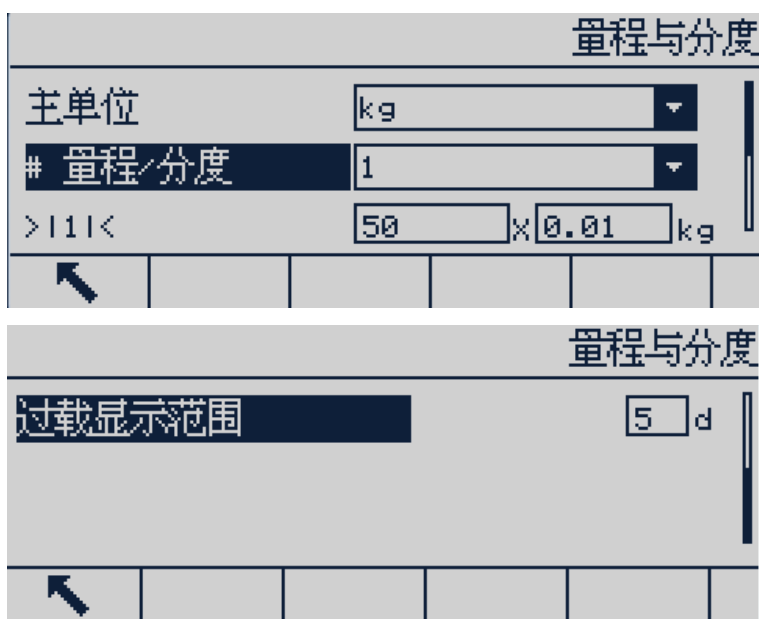 量程与分度
主单位 kg
# 量程/分度 1
>|1|< 50 x 0.01 kg
量程与分度
过载显示范围 5 d